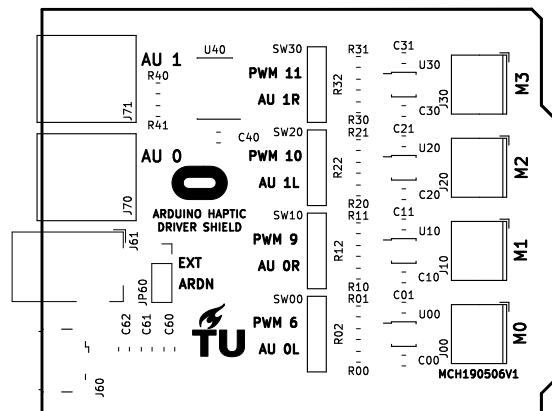 AU 1
R40
R41
J71
U40
C40
SW30
PWM 11
AU 1R
R31
R32
R30
C31
U30
C30
J30
M3
AU 0
J70
SW20
PWM 10
AU 1L
R21
R22
R20
C21
U20
C20
J20
M2
ARDUINO HAPTIC
DRIVER SHIELD
J61
SW10
PWM 9
AU 0R
R11
R12
R10
C11
U10
C10
J10
M1
EXT
ARDN
JP60
C62
C61
C60
J60
TU
SW00
PWM 6
AU 0L
R01
R02
R00
C01
U00
C00
J00
M0
MCH190506V1